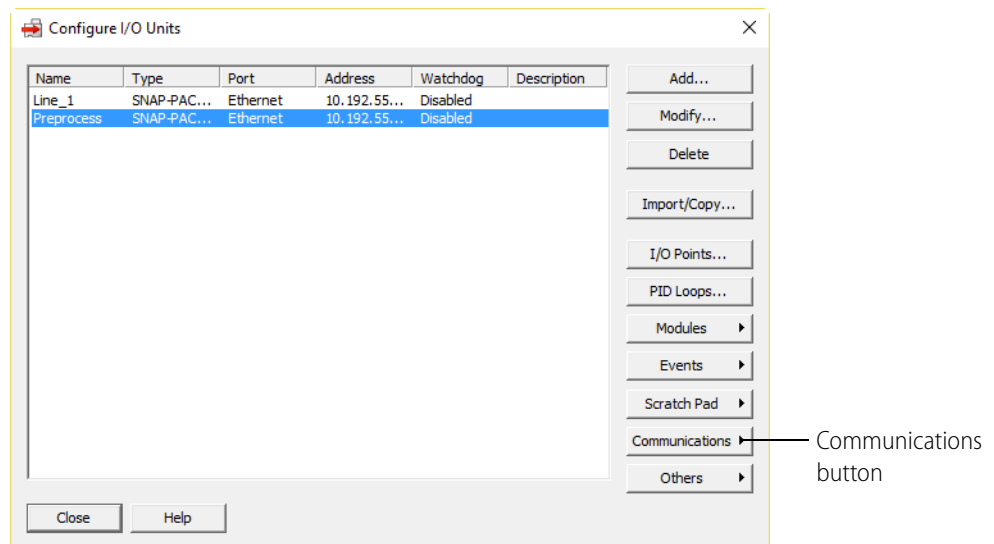 Configure I/O Units
Name Type Port Address Watchdog Description
Line_1 SNAP-PAC... Ethernet 10.192.55... Disabled
Preprocess SNAP-PAC... Ethernet 10.192.55... Disabled
Add...
Modify...
Delete
Import/Copy...
I/O Points...
PID Loops...
Modules
Events
Scratch Pad
Communications
Others
Communications
button
Close Help